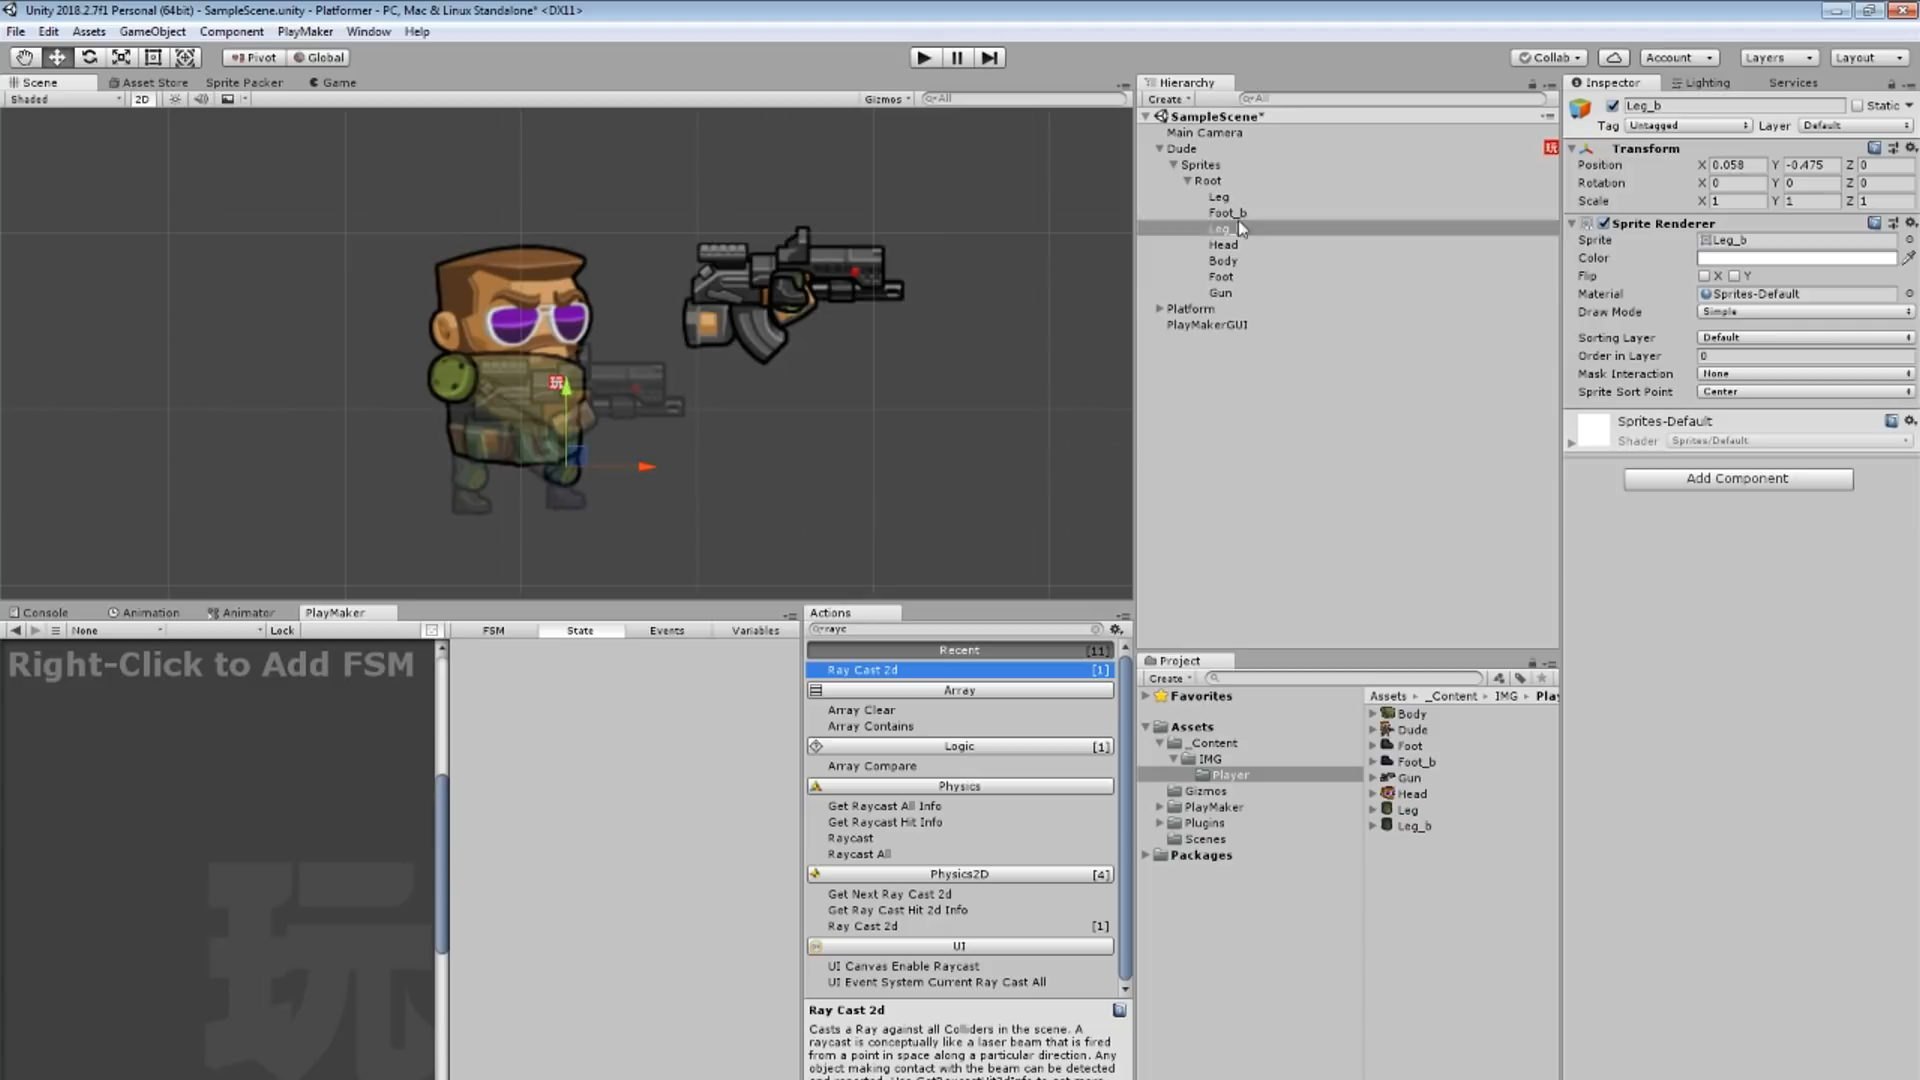 Unity 2018.2.7f1 Personal (64bit) - SampleScene.unity - Platformer - PC, Mac & Linux Standalone* <DX11>
File Edit Assets GameObject Component PlayMaker Window Help
Pivot Global Collab Account Layers Layout
Scene Asset Store Sprite Packer Game
Shaded 2D Gizmos All
Hierarchy
Create All
SampleScene*
Main Camera
Dude
玩
Sprites
Root
Leg
Foot_b
Leg_
Head
Body
Foot
Gun
Platform
PlayMakerGUI
Inspector Lighting Services
Leg_b Static
Tag Untagged Layer Default
Transform
Position X 0.058 Y -0.475 Z 0
Rotation X 0 Y 0 Z 0
Scale X 1 Y 1 Z 1
Sprite Renderer
Sprite Leg_b
Color
Flip X Y
Material Sprites-Default
Draw Mode Simple
Sorting Layer Default
Order in Layer 0
Mask Interaction None
Sprite Sort Point Center
Sprites-Default
Shader Sprites/Default
Add Component
玩
Console Animation Animator PlayMaker
None Lock
Right-Click to Add FSM
玩
FSM State Events Variables
Actions
rayc
Recent [11]
Ray Cast 2d [1]
Array
Array Clear
Array Contains
Logic [1]
Array Compare
Physics
Get Raycast All Info
Get Raycast Hit Info
Raycast
Raycast All
Physics2D [4]
Get Next Ray Cast 2d
Get Ray Cast Hit 2d Info
Ray Cast 2d [1]
UI
UI Canvas Enable Raycast
UI Event System Current Ray Cast All
Ray Cast 2d
Casts a Ray against all Colliders in the scene. A
raycast is conceptually like a laser beam that is fired
from a point in space along a particular direction. Any
object making contact with the beam can be detected
Project
Create
Favorites
Assets
_Content
IMG
Player
Gizmos
PlayMaker
Plugins
Scenes
Packages
Assets _Content IMG Play
Body
Dude
Foot
Foot_b
Gun
Head
Leg
Leg_b